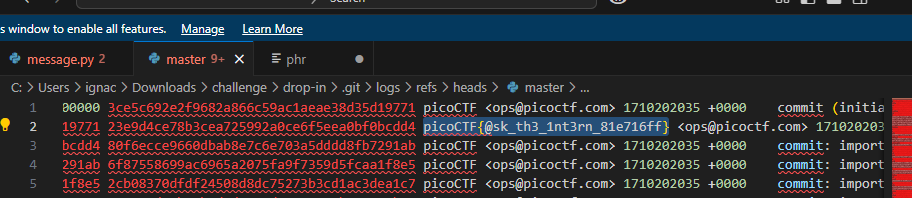 Search
s window to enable all features. Manage Learn More
message.py 2 master 9+ × phr
C: > Users > ignac > Downloads > challenge > drop-in > .git > logs > refs > heads > master > ...
1 00000 3ce5c692e2f9682a866c59ac1aeae38d35d19771 picoCTF <ops@picoctf.com> 1710202035 +0000 commit (initia
2 19771 23e9d4ce78b3cea725992a0ce6f5eea0bf0bcdd4 picoCTF{@sk_th3_1nt3rn_81e716ff} <ops@picoctf.com> 171020203
3 bcdd4 80f6ecce9660dbab8e7c6e703a5dddd8fb7291ab picoCTF <ops@picoctf.com> 1710202035 +0000 commit: import
4 291ab 6f87558699ac6965a2075fa9f7359d5fcaa1f8e5 picoCTF <ops@picoctf.com> 1710202035 +0000 commit: import
5 1f8e5 2cb08370dfdf24508d8dc75273b3cd1ac3dea1c7 picoCTF <ops@picoctf.com> 1710202035 +0000 commit: import